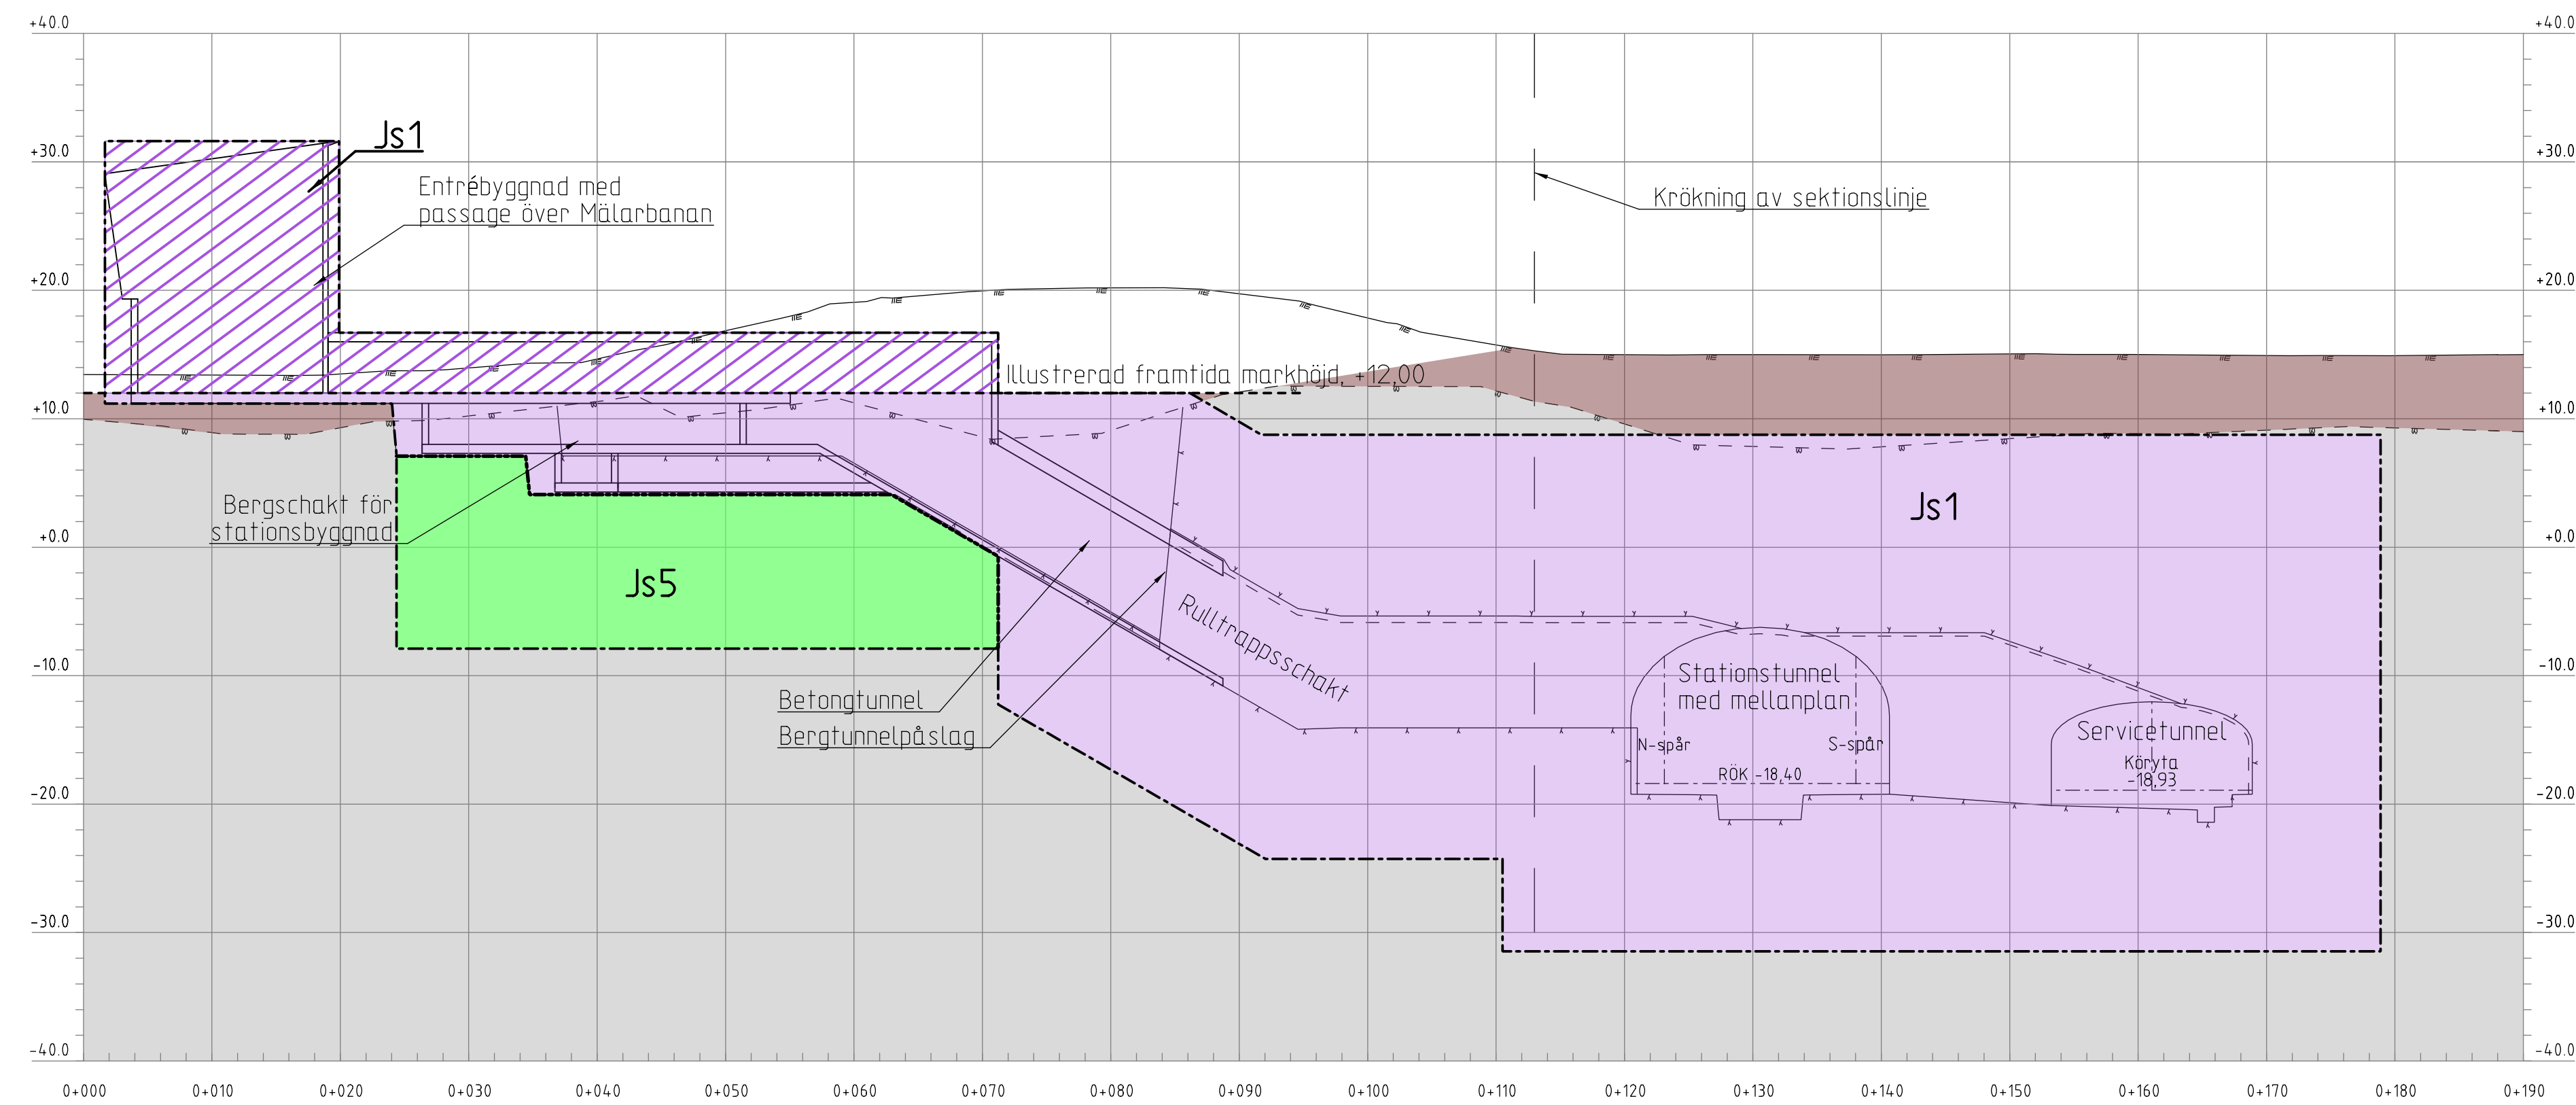 +40.0
+40.0
Js1
+30.0
+30.0
Entrébyggnad med
passage över Mälarbanan
Krökning av sektionslinje
+20.0
+20.0
Illustrerad framtida markhöjd, +12,00
+10.0
+10.0
Js1
Bergschakt för
stationsbyggnad
+0.0
+0.0
Js5
Rulltrappsschakt
-10.0
-10.0
Stationstunnel
med mellanplan
Betongtunnel
Bergtunnelpåslag
Servicetunnel
N-spår
S-spår
Köryta
-18,93
RÖK -18,40
-20.0
-20.0
-30.0
-30.0
-40.0
-40.0
0+000 0+010 0+020 0+030 0+040 0+050 0+060 0+070 0+080 0+090 0+100 0+110 0+120 0+130 0+140 0+150 0+160 0+170 0+180 0+190